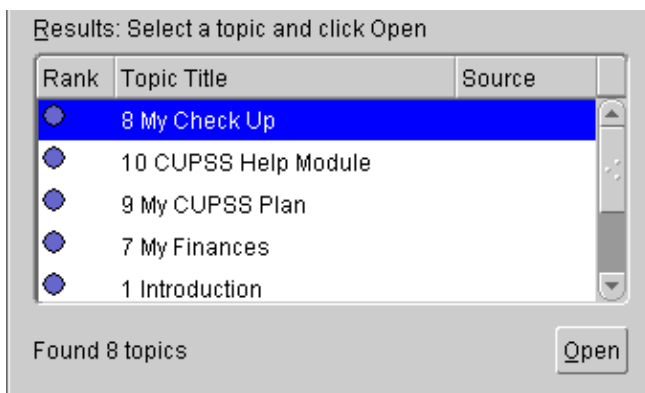 Results: Select a topic and click Open
Rank Topic Title Source
8 My Check Up
10 CUPSS Help Module
9 My CUPSS Plan
7 My Finances
1 Introduction
Found 8 topics Open